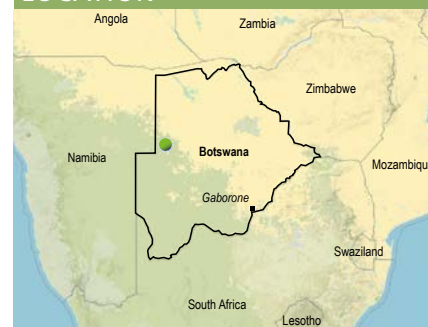 Angola
Zambia
Zimbabwe
Namibia
Botswana
Mozambiqu
Gaborone
Swaziland
South Africa
Lesotho